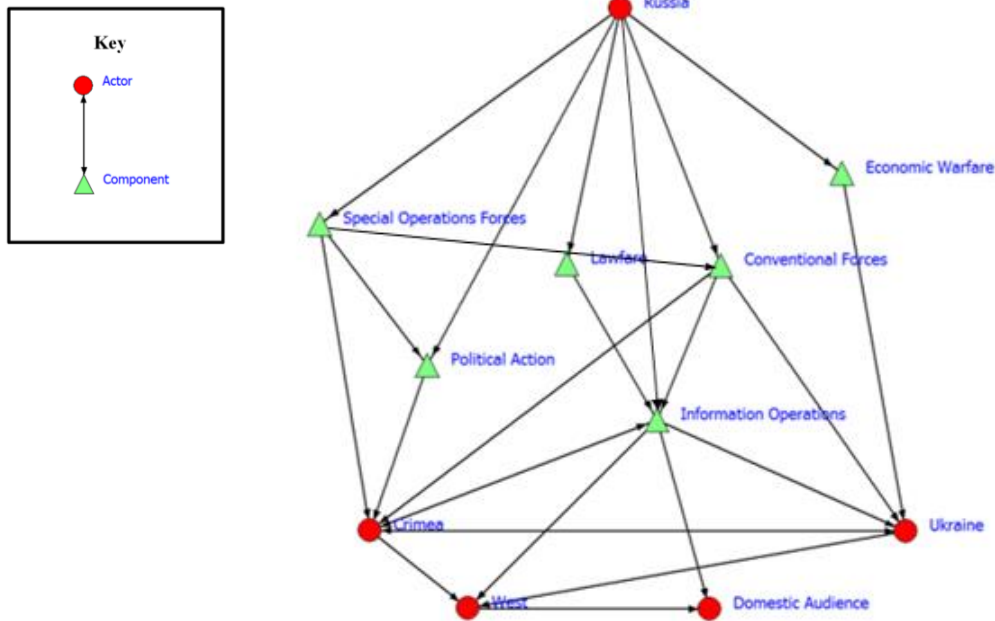 Russia
Key
Actor
Component
Economic Warfare
Special Operations Forces
Lawfare
Conventional Forces
Political Action
Information Operations
Crimea
Ukraine
West
Domestic Audience